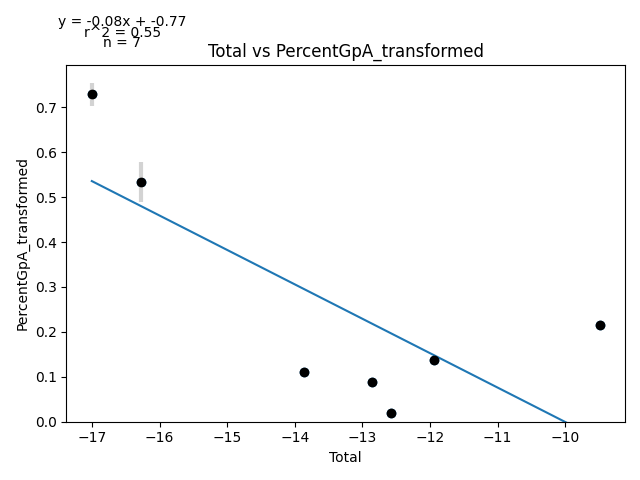 y = -0.08x + -0.77
r^2 = 0.55
n = 7
Total vs PercentGpA_transformed
PercentGpA_transformed
0.7
0.6
0.5
0.4
0.3
0.2
0.1
0.0
−17 −16 −15 −14 −13 −12 −11 −10
Total